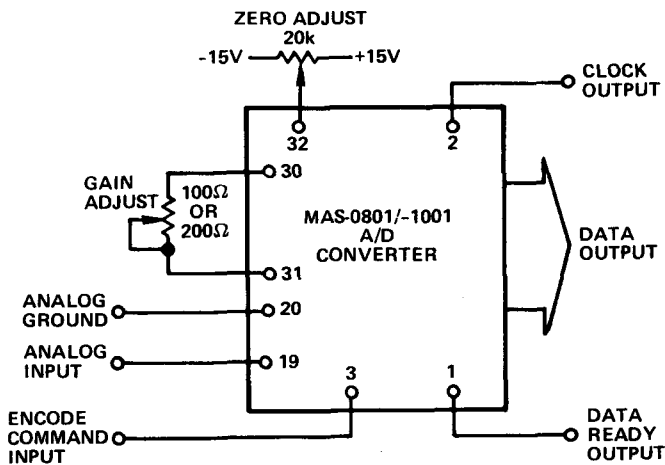 ZERO ADJUST
20k
-15V
+15V
CLOCK
OUTPUT
32
2
30
GAIN
ADJUST
100Ω
OR
200Ω
MAS-0801/-1001
A/D
CONVERTER
DATA
OUTPUT
31
ANALOG
GROUND
20
ANALOG
INPUT
19
3
1
ENCODE
COMMAND
INPUT
DATA
READY
OUTPUT